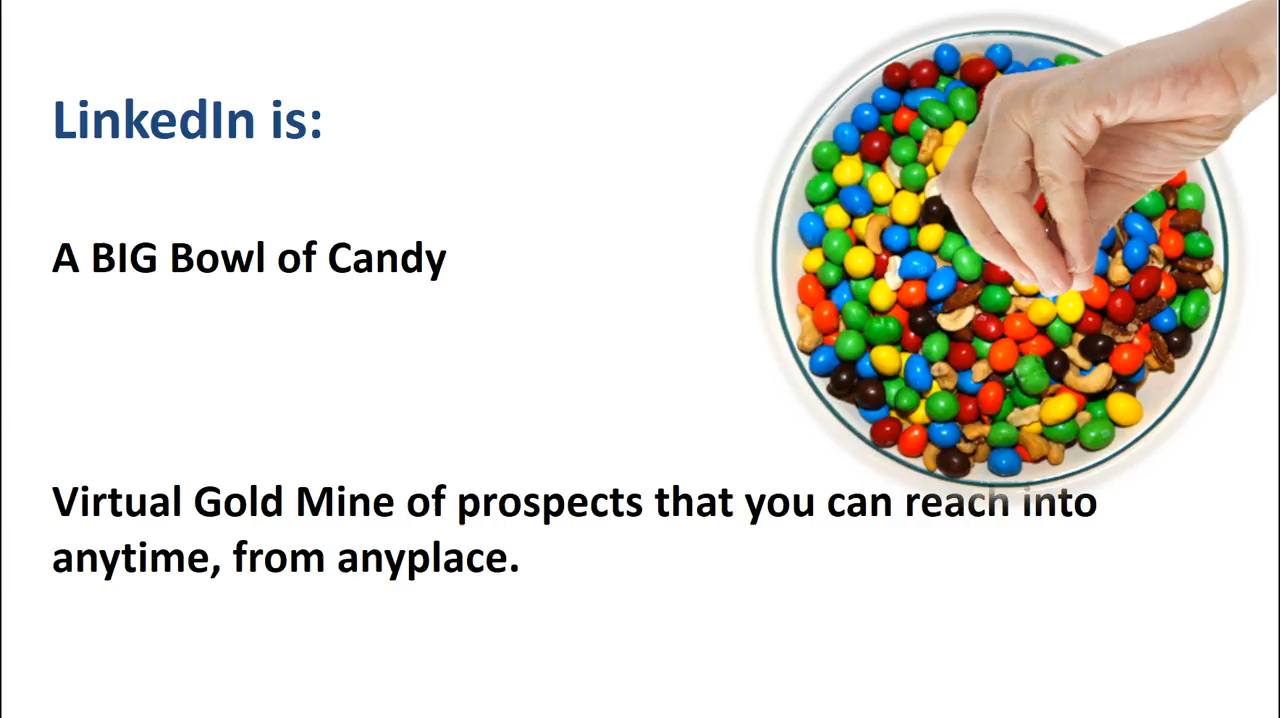 LinkedIn is:
A BIG Bowl of Candy
Virtual Gold Mine of prospects that you can reach into
anytime, from anyplace.